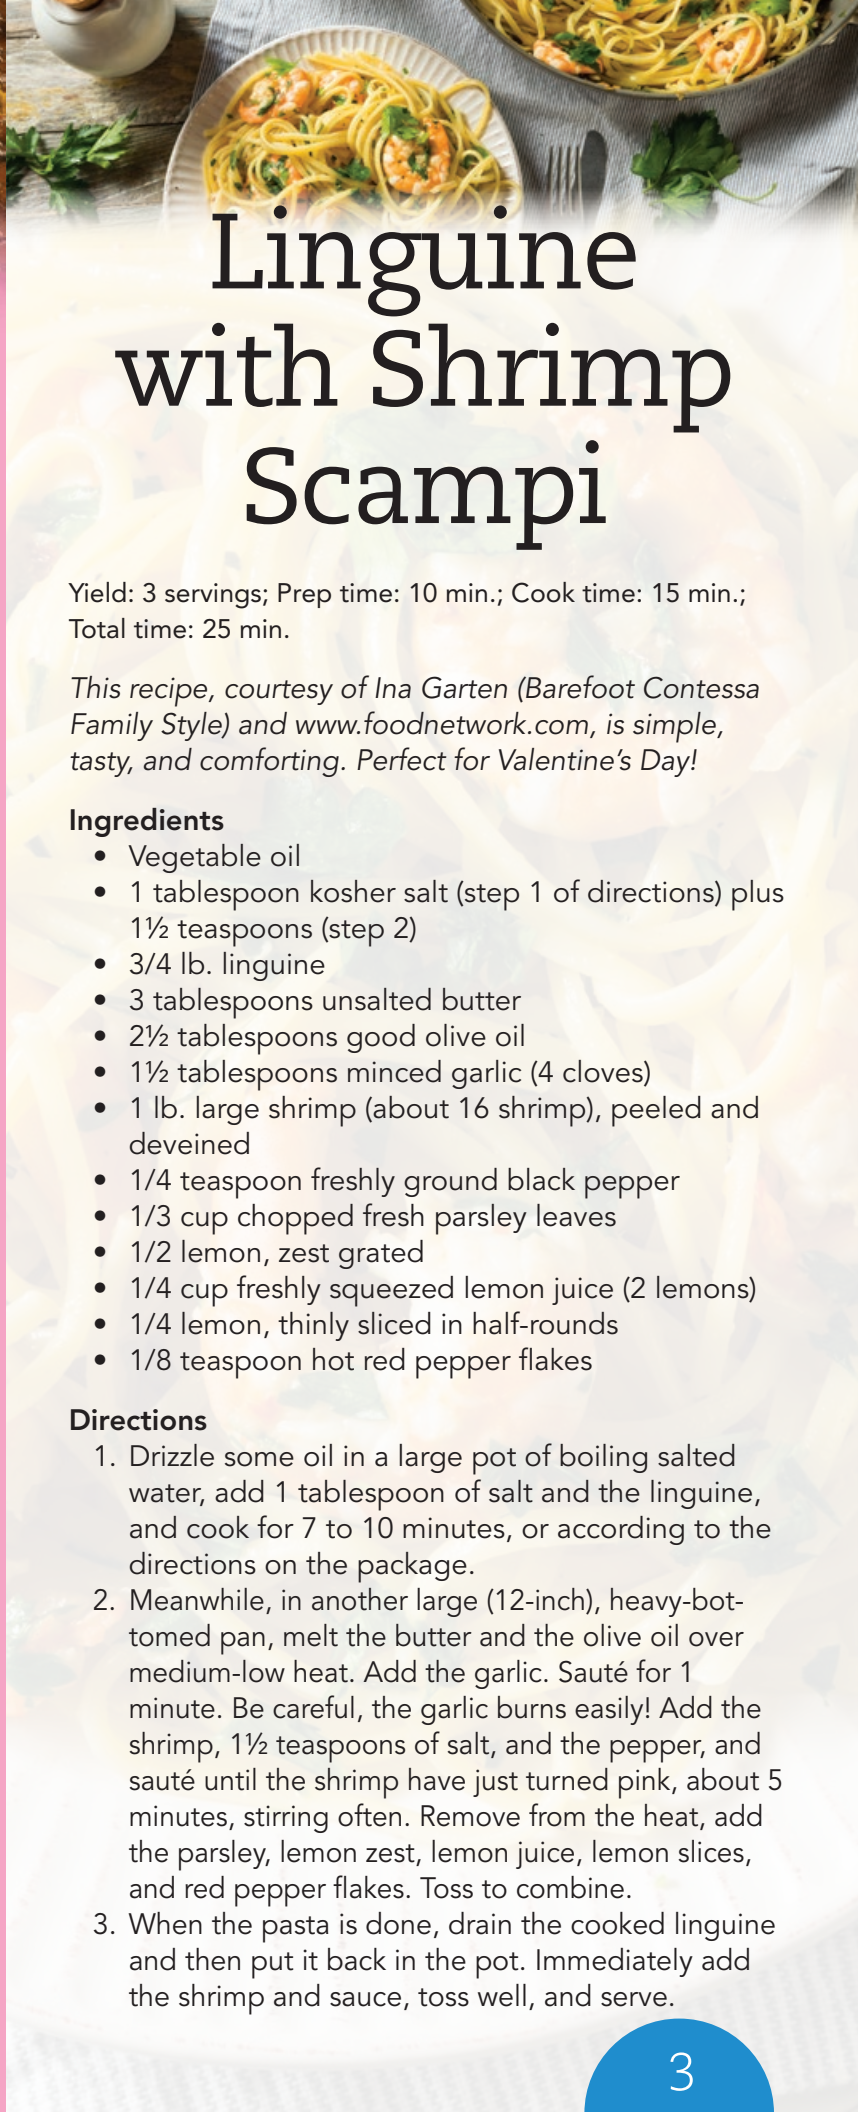 Linguine
with Shrimp
Scampi
Yield: 3 servings; Prep time: 10 min.; Cook time: 15 min.;
Total time: 25 min.
This recipe, courtesy of Ina Garten (Barefoot Contessa
Family Style) and www.foodnetwork.com, is simple,
tasty, and comforting. Perfect for Valentine's Day!
Ingredients
• Vegetable oil
• 1 tablespoon kosher salt (step 1 of directions) plus
1½ teaspoons (step 2)
• 3/4 lb. linguine
• 3 tablespoons unsalted butter
• 2½ tablespoons good olive oil
• 1½ tablespoons minced garlic (4 cloves)
• 1 lb. large shrimp (about 16 shrimp), peeled and
deveined
• 1/4 teaspoon freshly ground black pepper
• 1/3 cup chopped fresh parsley leaves
• 1/2 lemon, zest grated
• 1/4 cup freshly squeezed lemon juice (2 lemons)
• 1/4 lemon, thinly sliced in half-rounds
• 1/8 teaspoon hot red pepper flakes
Directions
1. Drizzle some oil in a large pot of boiling salted
water, add 1 tablespoon of salt and the linguine,
and cook for 7 to 10 minutes, or according to the
directions on the package.
2. Meanwhile, in another large (12-inch), heavy-bot-
tomed pan, melt the butter and the olive oil over
medium-low heat. Add the garlic. Sauté for 1
minute. Be careful, the garlic burns easily! Add the
shrimp, 1½ teaspoons of salt, and the pepper, and
sauté until the shrimp have just turned pink, about 5
minutes, stirring often. Remove from the heat, add
the parsley, lemon zest, lemon juice, lemon slices,
and red pepper flakes. Toss to combine.
3. When the pasta is done, drain the cooked linguine
and then put it back in the pot. Immediately add
the shrimp and sauce, toss well, and serve.
3